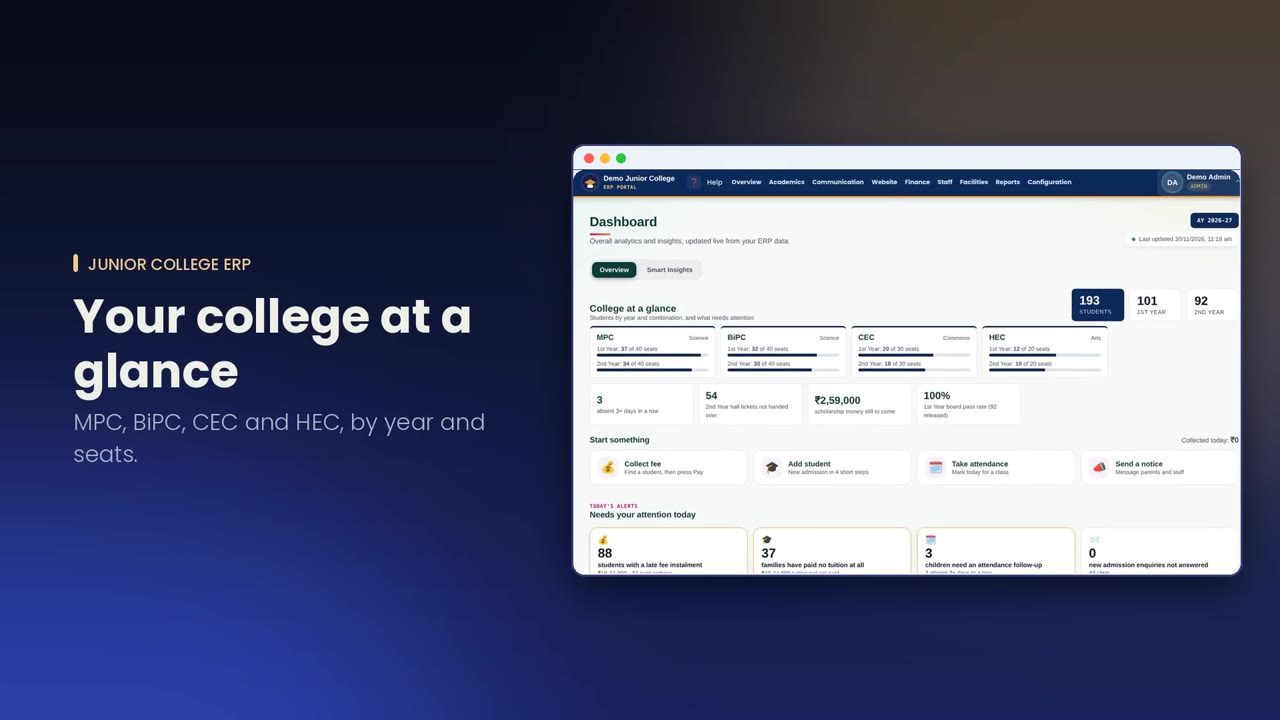 JUNIOR COLLEGE ERP
Your college at a
glance
MPC, BiPC, CEC and HEC, by year and
seats.
Demo Junior College
ERP PORTAL
Help
Overview
Academics
Communication
Website
Finance
Staff
Facilities
Reports
Configuration
DA
Demo Admin
ADMIN
Dashboard
Overall analytics and insights, updated live from your ERP data.
AY 2026-27
Last updated 20/11/2026, 11:19 am
Overview
Smart Insights
College at a glance
Students by year and combination, and what needs attention
193
STUDENTS
101
1ST YEAR
92
2ND YEAR
MPC
Science
1st Year: 37 of 40 seats
2nd Year: 34 of 40 seats
BiPC
Science
1st Year: 32 of 40 seats
2nd Year: 30 of 40 seats
CEC
Commerce
1st Year: 20 of 30 seats
2nd Year: 18 of 30 seats
HEC
Arts
1st Year: 12 of 20 seats
2nd Year: 10 of 20 seats
3
absent 3+ days in a row
54
2nd Year hall tickets not handed
over
₹2,59,000
scholarship money still to come
100%
1st Year board pass rate (92
released)
Start something
Collected today: ₹0
Collect fee
Find a student, then press Pay
Add student
New admission in 4 short steps
Take attendance
Mark today for a class
Send a notice
Message parents and staff
TODAY'S ALERTS
Needs your attention today
88
students with a late fee instalment
37
families have paid no tuition at all
3
children need an attendance follow-up
0
new admission enquiries not answered